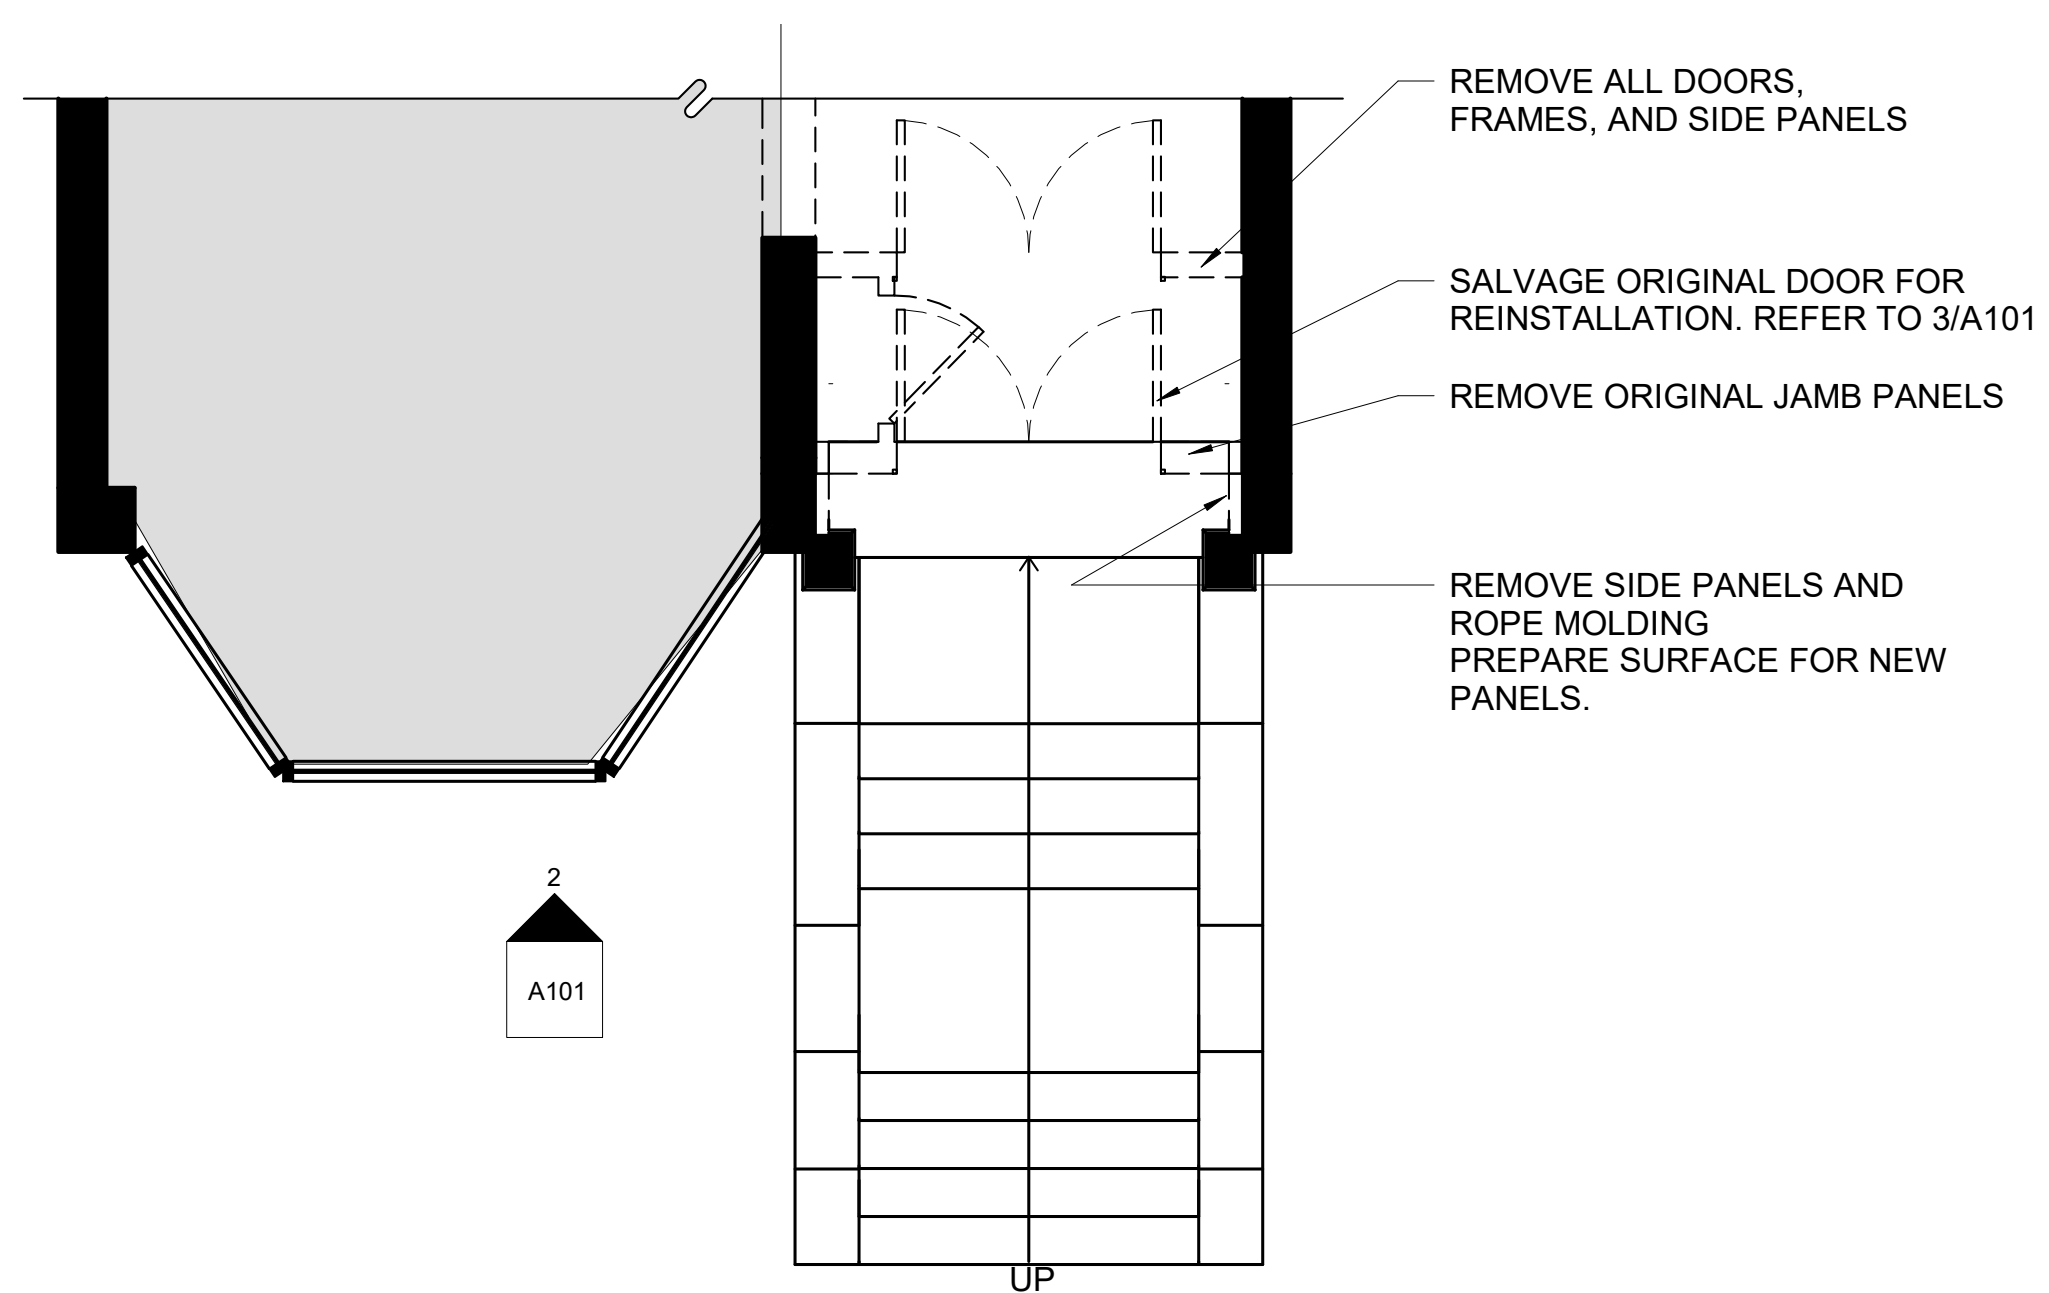 REMOVE ALL DOORS,
FRAMES, AND SIDE PANELS
SALVAGE ORIGINAL DOOR FOR
REINSTALLATION. REFER TO 3/A101
REMOVE ORIGINAL JAMB PANELS
REMOVE SIDE PANELS AND
ROPE MOLDING
PREPARE SURFACE FOR NEW
PANELS.
2
A101
UP